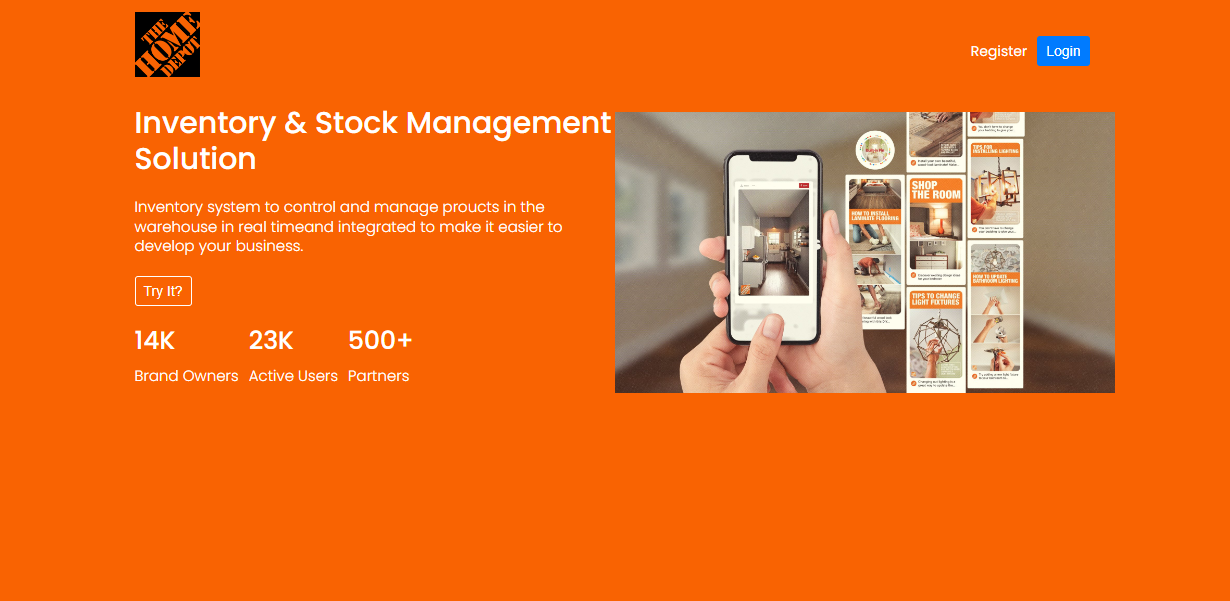 THE
HOME
DEPOT
Register
Login
Inventory & Stock Management
Solution
Inventory system to control and manage proucts in the
warehouse in real timeand integrated to make it easier to
develop your business.
Try It?
14K
23K
500+
Brand Owners
Active Users
Partners
HOW TO INSTALL
LAMINATE FLOORING
SHOP
THE ROOM
TIPS TO CHANGE
LIGHT FIXTURES
TIPS FOR
INSTALLING LIGHTING
HOW TO UPDATE
BATHROOM LIGHTING